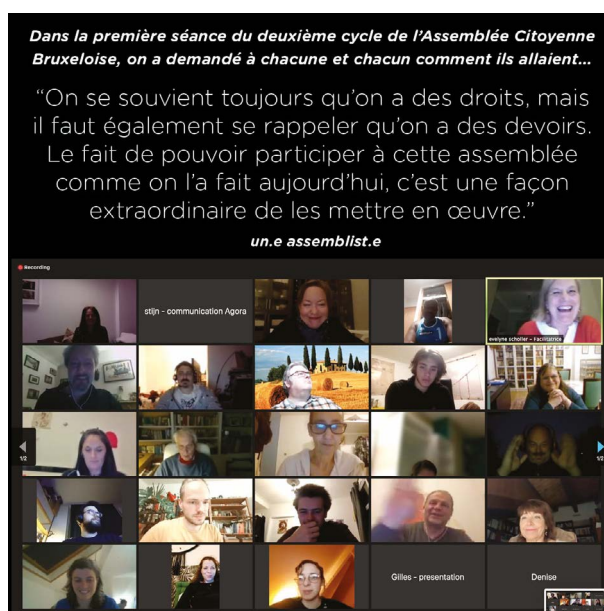 Dans la première séance du deuxième cycle de l'Assemblée Citoyenne
Bruxeloise, on a demandé à chacune et chacun comment ils allaient...
“On se souvient toujours qu'on a des droits, mais
il faut également se rappeler qu'on a des devoirs.
Le fait de pouvoir participer à cette assemblée
comme on l'a fait aujourd'hui, c'est une façon
extraordinaire de les mettre en œuvre.”
un.e assemblist.e
Recording
stijn - communication Agora
evelyne scholier – Facilitatrice
1/2
1/2
Gilles - presentation
Denise